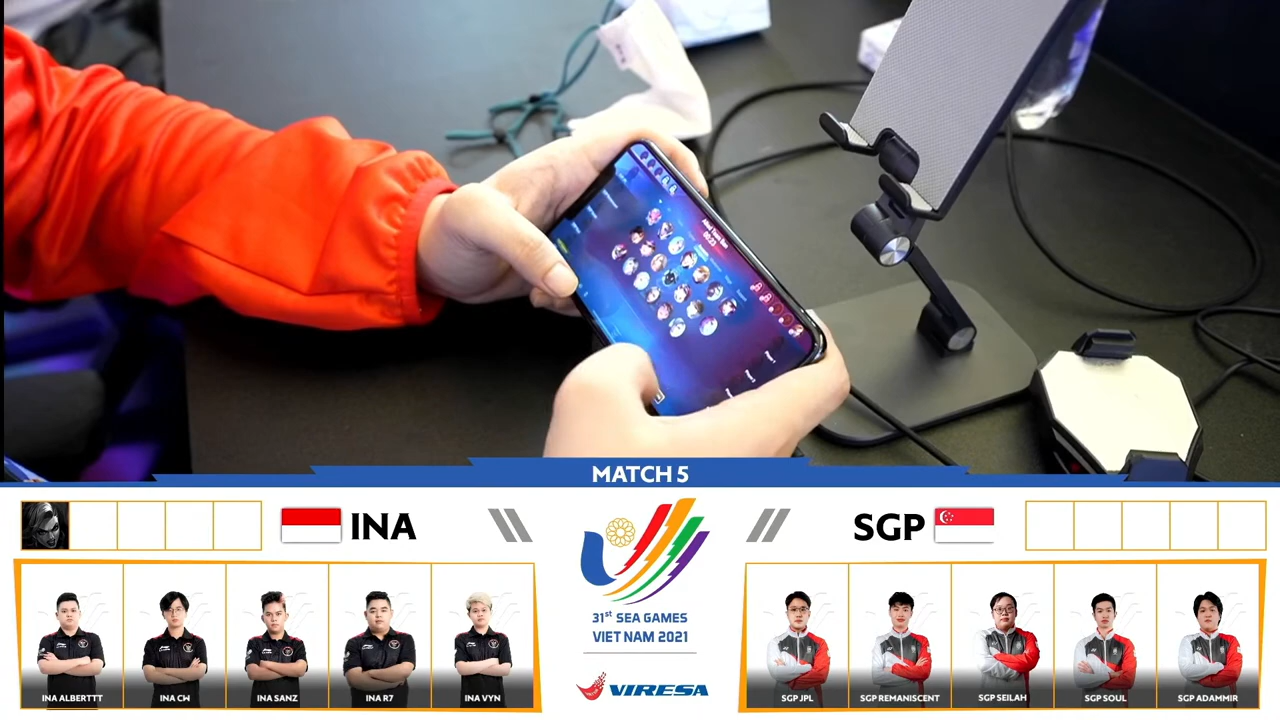 MATCH 5
INA
SGP
31st SEA GAMES
VIET NAM 2021
VIRESA
INA ALBERTTT
INA CW
INA SANZ
INA R7
INA VYN
SGP JPL
SGP REMANISCENT
SGP SEILAH
SGP SOUL
SGP ADAMMIR